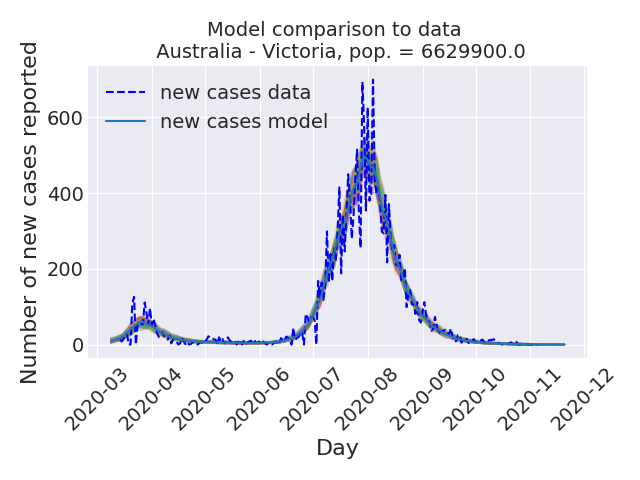 Model comparison to data
Australia - Victoria, pop. = 6629900.0
new cases data
new cases model
Number of new cases reported
600
400
200
0
2020-03
2020-04
2020-05
2020-06
2020-07
2020-08
2020-09
2020-10
2020-11
2020-12
Day